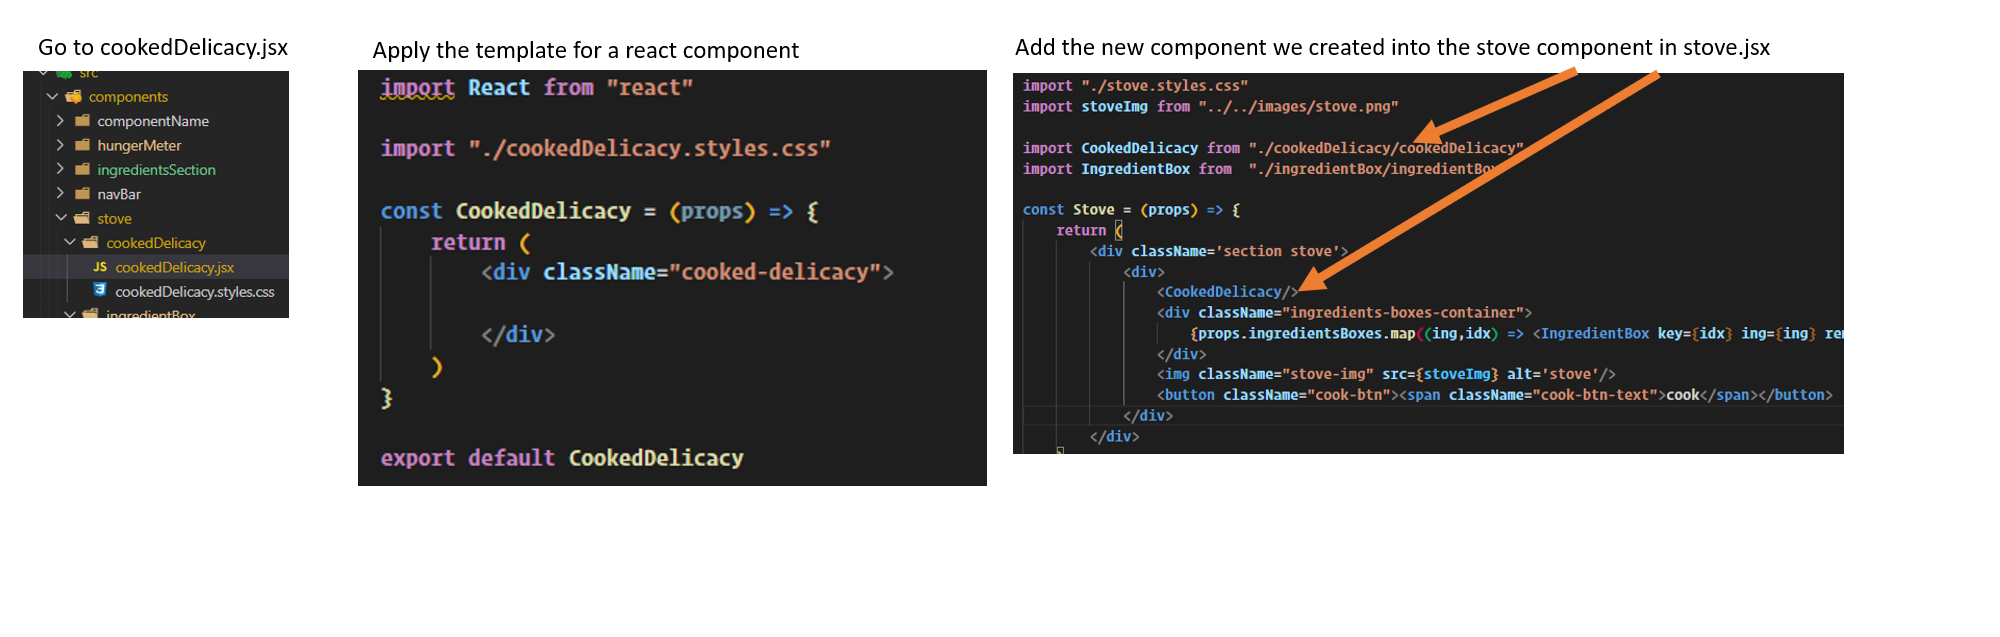 Go to cookedDelicacy.jsx
src
components
componentName
hungerMeter
ingredientsSection
navBar
stove
cookedDelicacy
JS cookedDelicacy.jsx
cookedDelicacy.styles.css
ingredientBox
Apply the template for a react component
import React from "react"
import "./cookedDelicacy.styles.css"
const CookedDelicacy = (props) => {
return (
<div className="cooked-delicacy">
</div>
)
}
export default CookedDelicacy
Add the new component we created into the stove component in stove.jsx
import "./stove.styles.css"
import stoveImg from "../../images/stove.png"
import CookedDelicacy from "./cookedDelicacy/cookedDelicacy"
import IngredientBox from "./ingredientBox/ingredientBox
const Stove = (props) => {
return (
<div className='section stove'>
<div>
<CookedDelicacy/>
<div className="ingredients-boxes-container">
{props.ingredientsBoxes.map((ing,idx) => <IngredientBox key={idx} ing={ing}
</div>
<img className="stove-img" src={stoveImg} alt='stove'/>
<button className="cook-btn"><span className="cook-btn-text">cook</span></button>
</div>
</div>